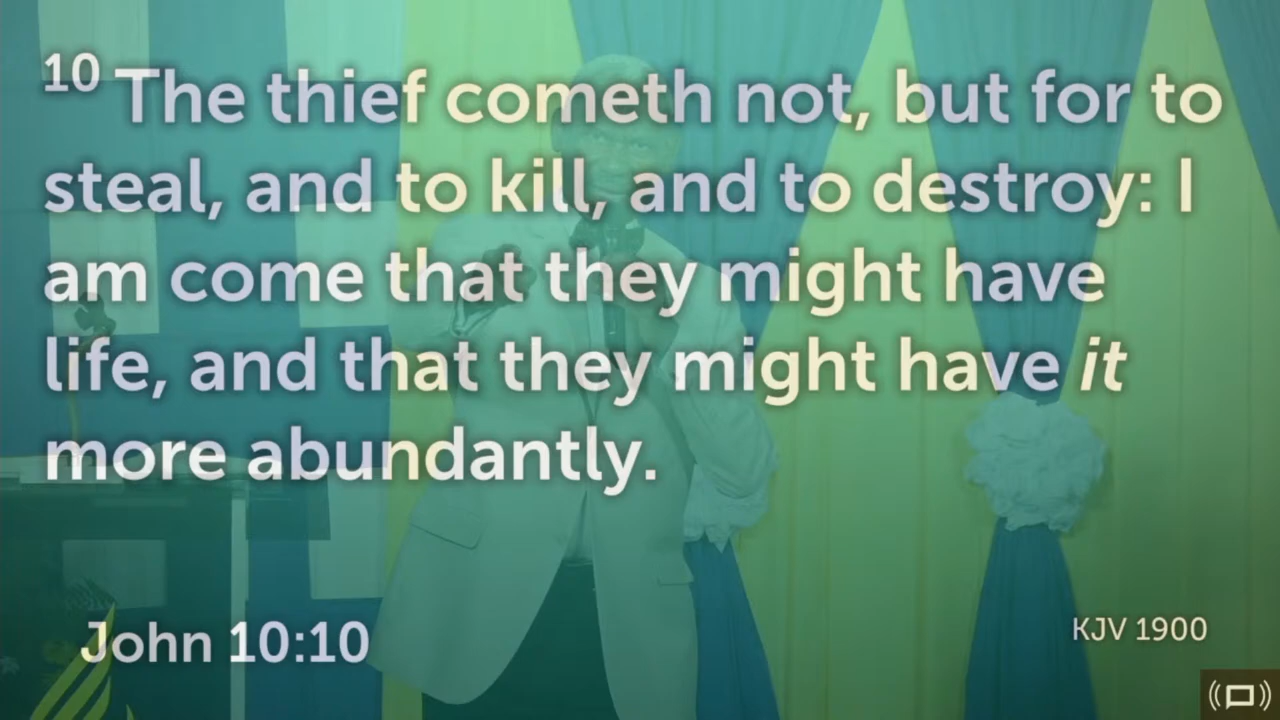 10 The thief cometh not, but for to
steal, and to kill, and to destroy: I
am come that they might have
life, and that they might have it
more abundantly.
John 10:10
KJV 1900